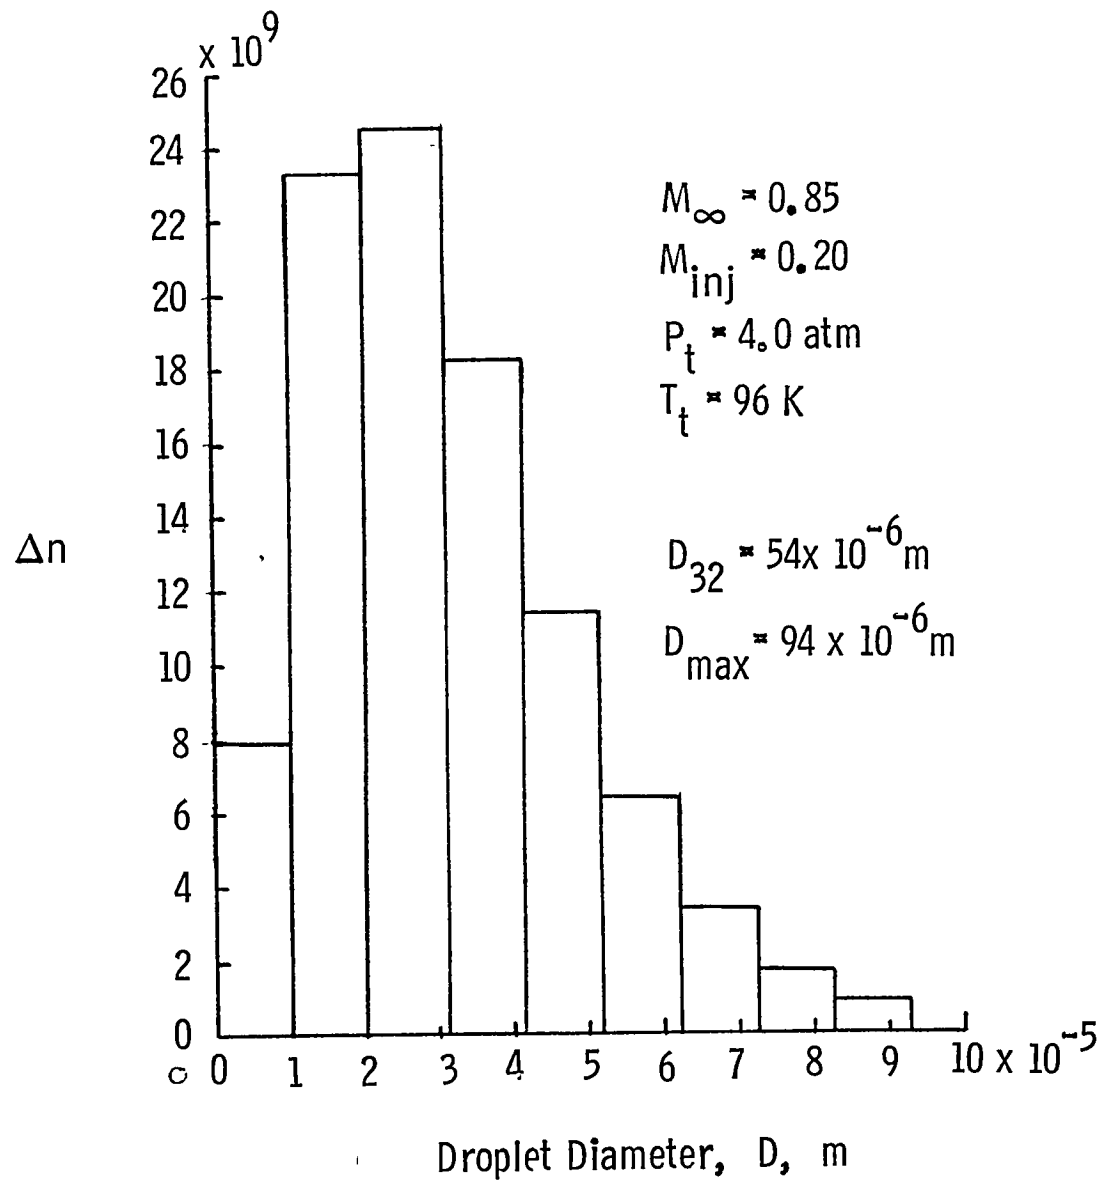 x 10^9
26
24
22
20
18
16
14
12
10
8
6
4
2
0
Δn
M∞ = 0.85
Minj = 0.20
Pt = 4.0 atm
Tt = 96 K
D32 = 54x 10^-6 m
Dmax = 94 x 10^-6 m
0 1 2 3 4 5 6 7 8 9 10 x 10^-5
Droplet Diameter, D, m